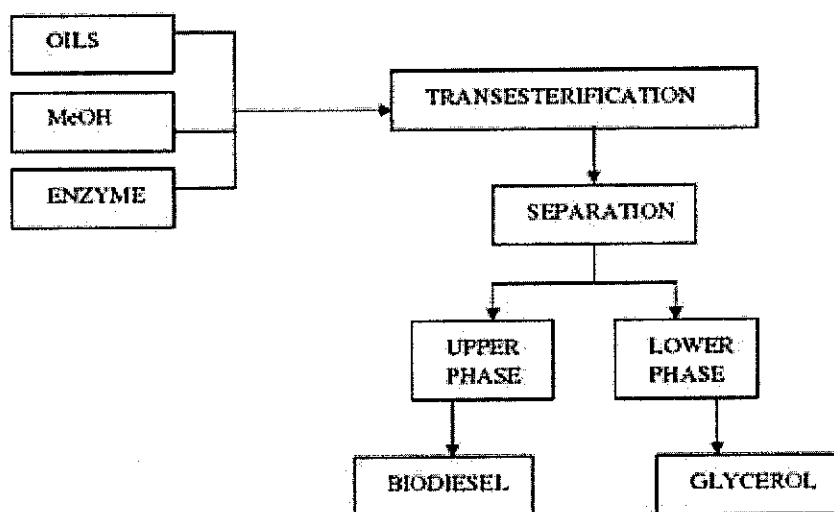 OILS
MeOH
ENZYME
TRANSESTERIFICATION
SEPARATION
UPPER
PHASE
LOWER
PHASE
BIODIESEL
GLYCEROL